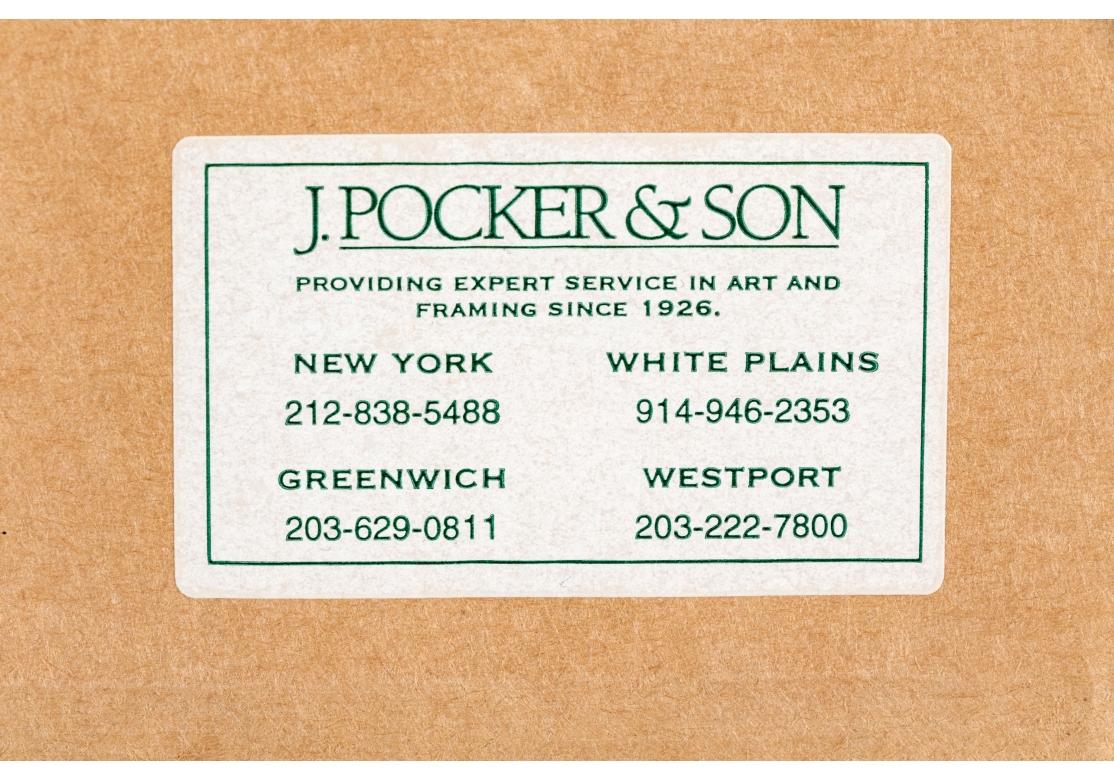 J. POCKER & SON
PROVIDING EXPERT SERVICE IN ART AND
FRAMING SINCE 1926.
NEW YORK WHITE PLAINS
212-838-5488 914-946-2353
GREENWICH WESTPORT
203-629-0811 203-222-7800